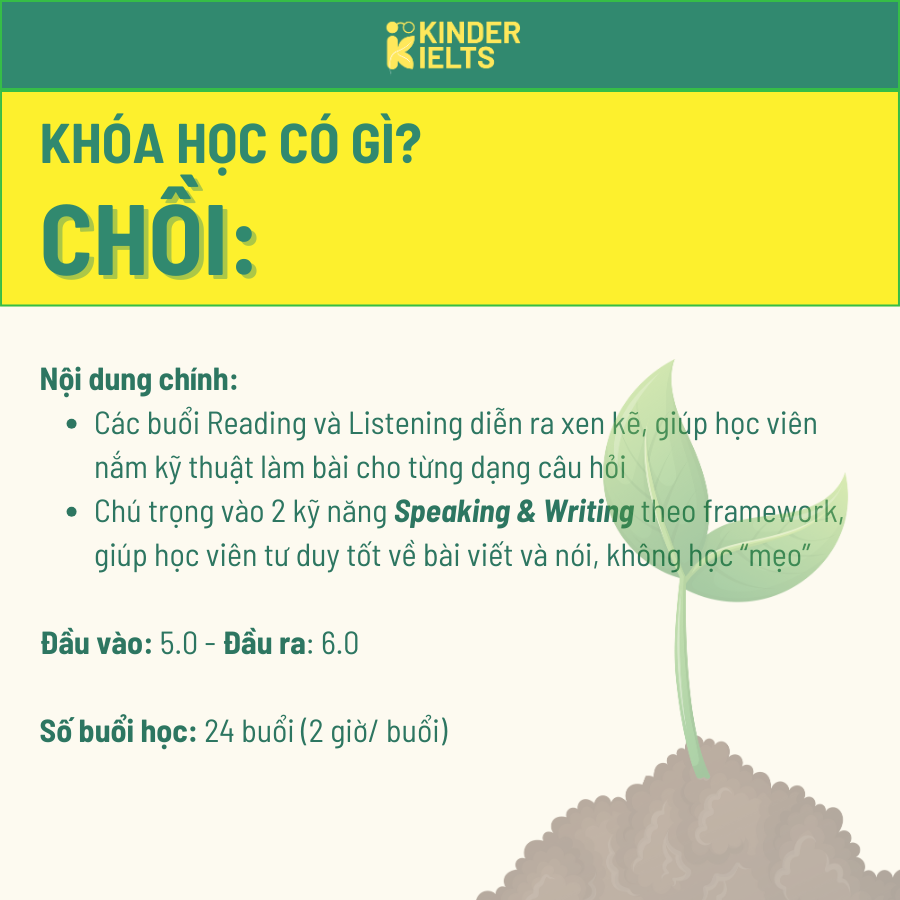 KINDER
IELTS
KHÓA HỌC CÓ GÌ?
CHỒI:
Nội dung chính:
• Các buổi Reading và Listening diễn ra xen kẽ, giúp học viên
nắm kỹ thuật làm bài cho từng dạng câu hỏi
• Chú trọng vào 2 kỹ năng Speaking & Writing theo framework,
giúp học viên tư duy tốt về bài viết và nói, không học “mẹo”
Đầu vào: 5.0 - Đầu ra: 6.0
Số buổi học: 24 buổi (2 giờ/ buổi)